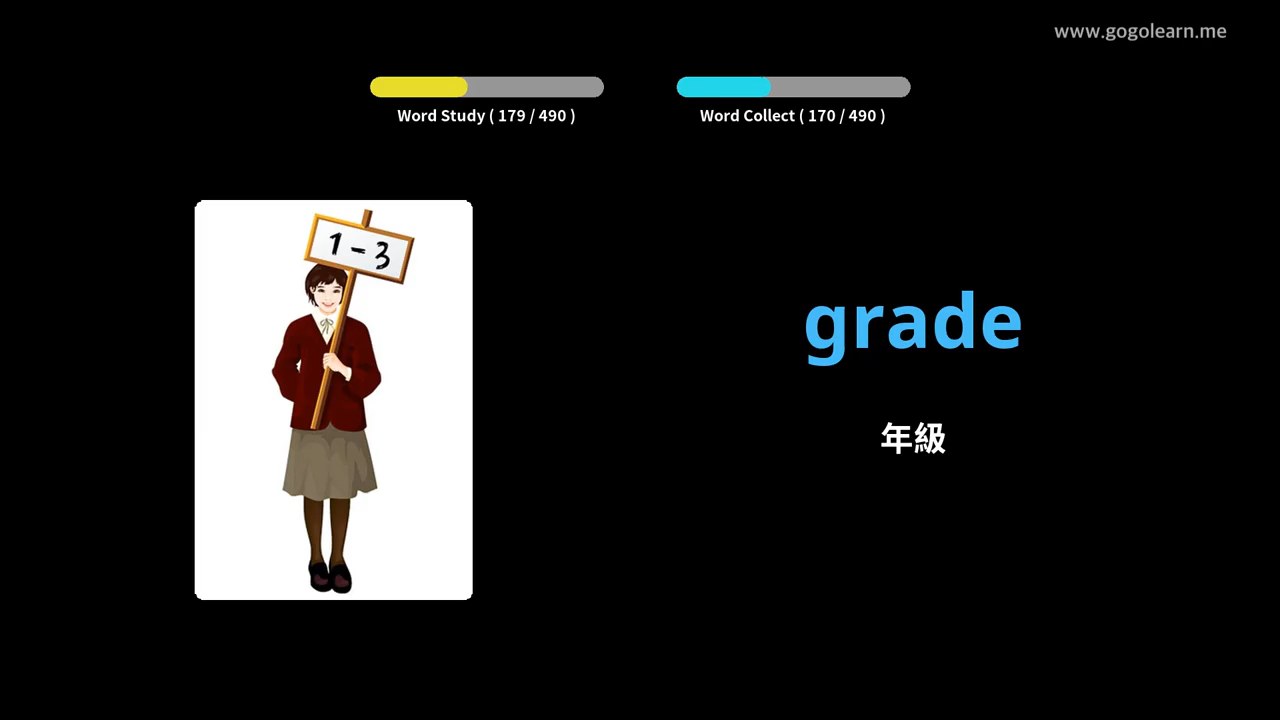 www.gogolearn.me
Word Study ( 179 / 490 )
Word Collect ( 170 / 490 )
1 - 3
grade
年級